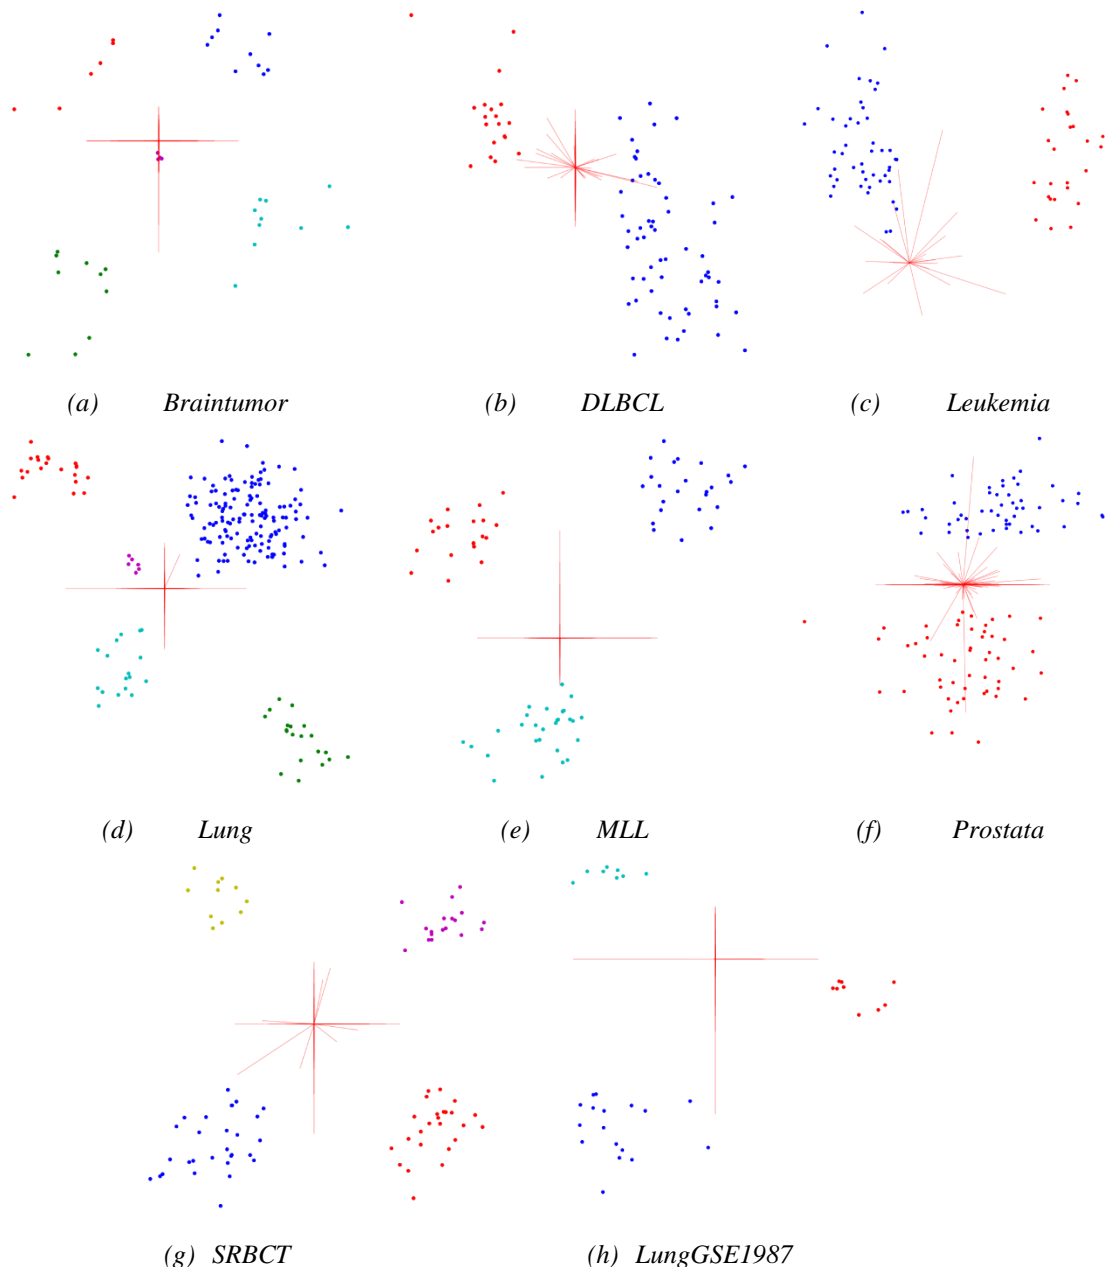 (a) Braintumor (b) DLBCL (c) Leukemia
(d) Lung (e) MLL (f) Prostata
(g) SRBCT (h) LungGSE1987